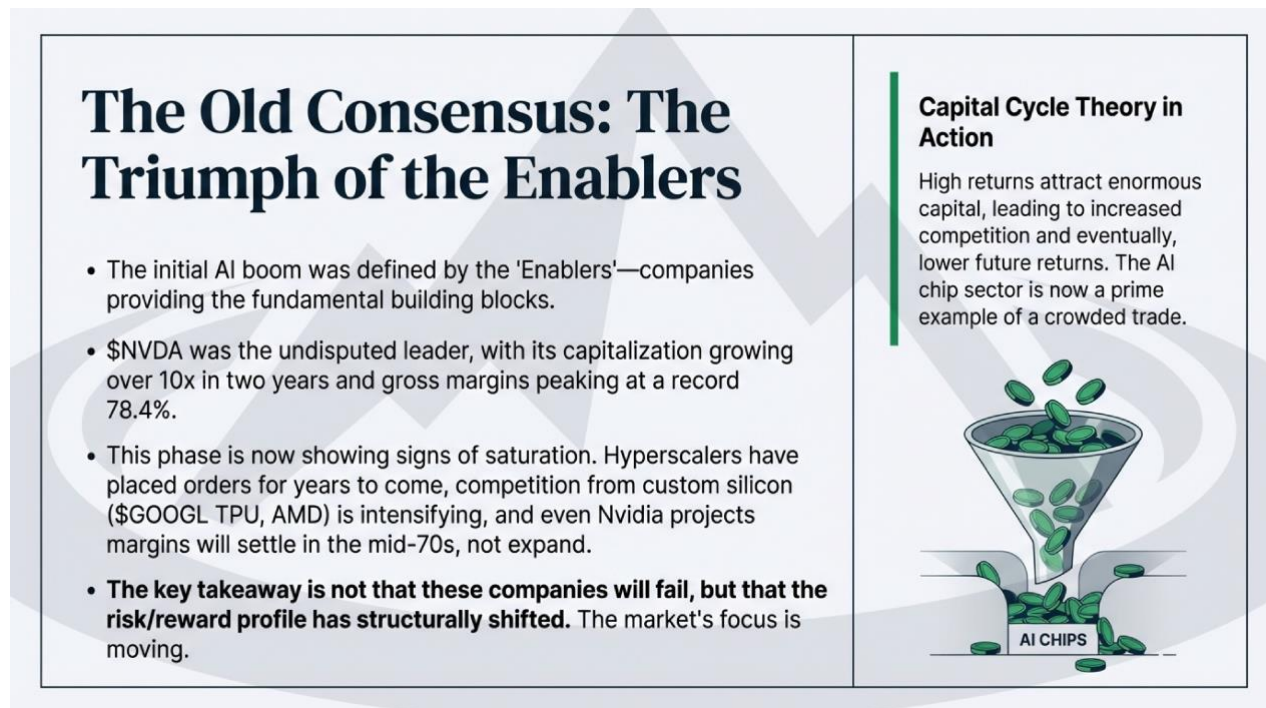 The Old Consensus: The
Triumph of the Enablers
• The initial AI boom was defined by the 'Enablers'—companies
providing the fundamental building blocks.
• $NVDA was the undisputed leader, with its capitalization growing
over 10x in two years and gross margins peaking at a record
78.4%.
• This phase is now showing signs of saturation. Hyperscalers have
placed orders for years to come, competition from custom silicon
($GOOGL TPU, AMD) is intensifying, and even Nvidia projects
margins will settle in the mid-70s, not expand.
• The key takeaway is not that these companies will fail, but that the
risk/reward profile has structurally shifted. The market's focus is
moving.
Capital Cycle Theory in
Action
High returns attract enormous
capital, leading to increased
competition and eventually,
lower future returns. The AI
chip sector is now a prime
example of a crowded trade.
AI CHIPS